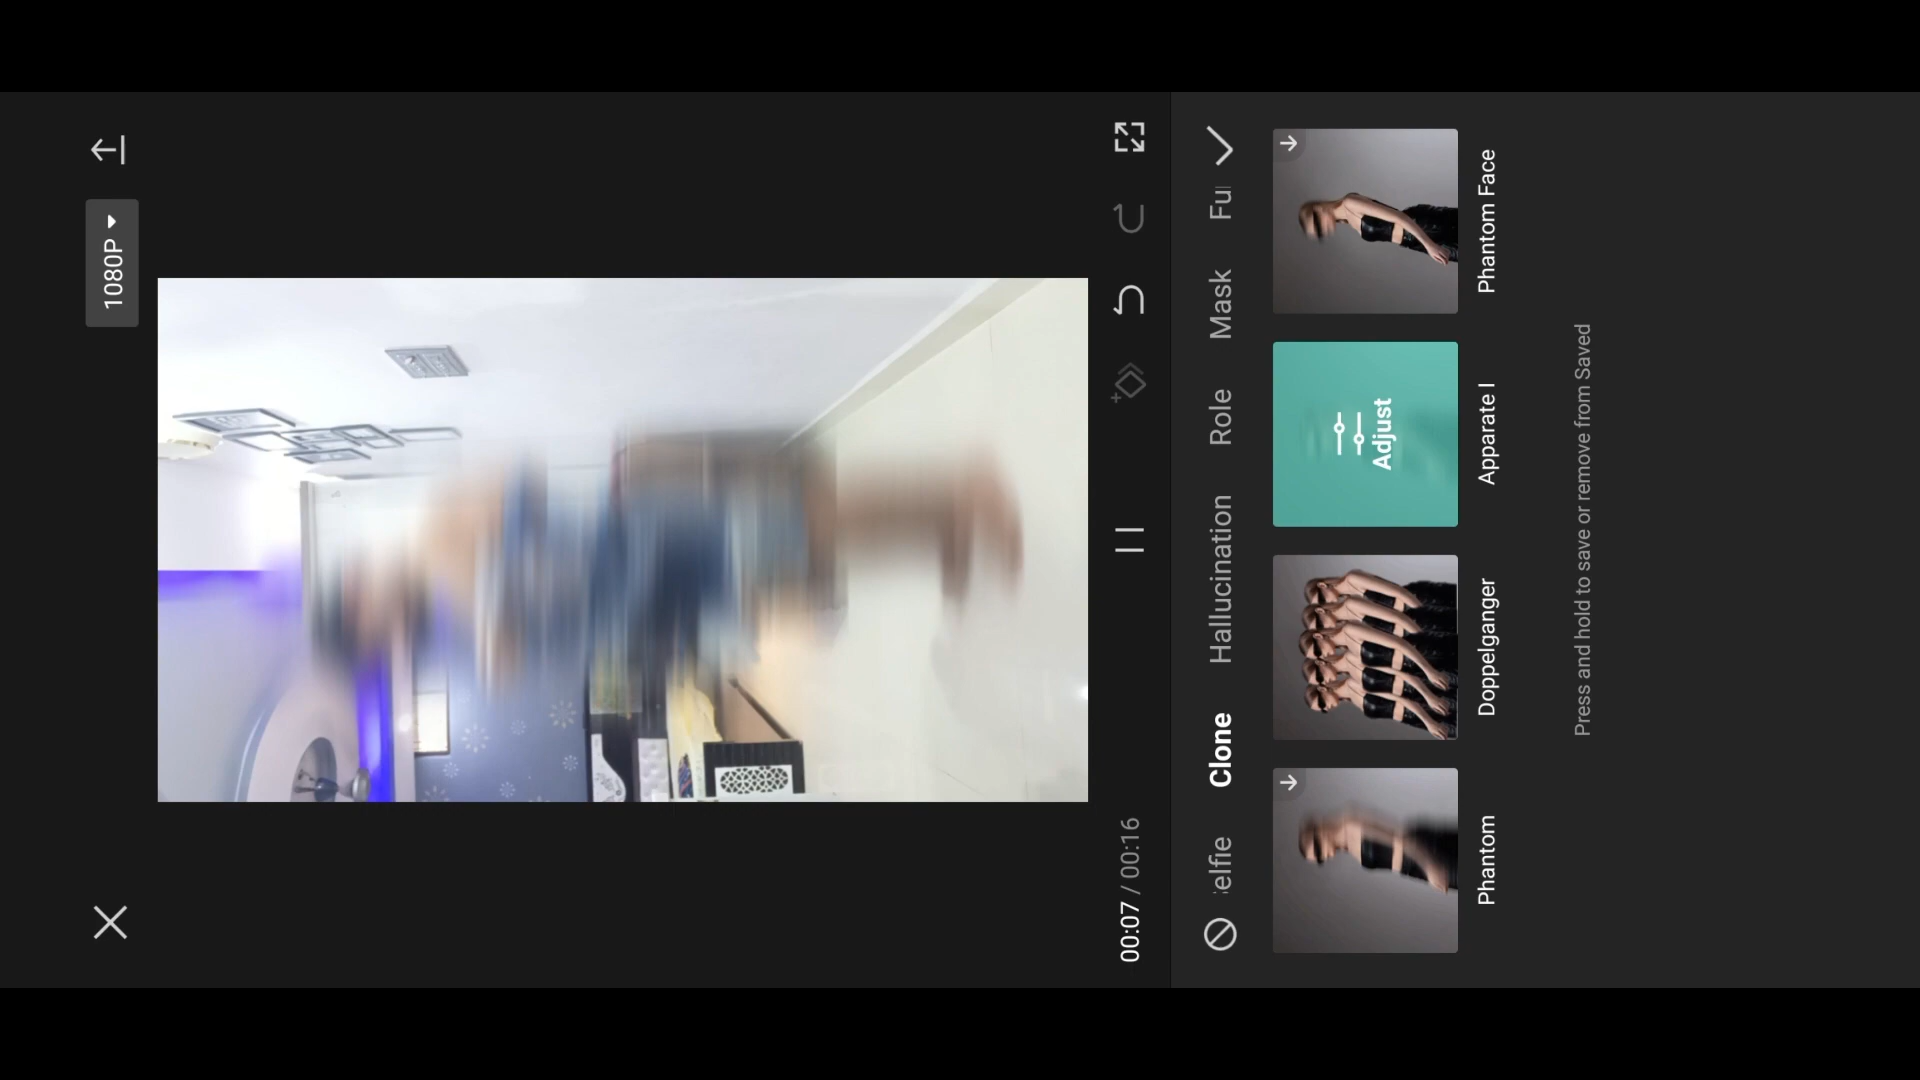 1080P
00:07 / 00:16
elfie
Clone
Hallucination
Role
Mask
Fu
Adjust
Phantom
Doppelganger
Apparate I
Phantom Face
Press and hold to save or remove from Saved